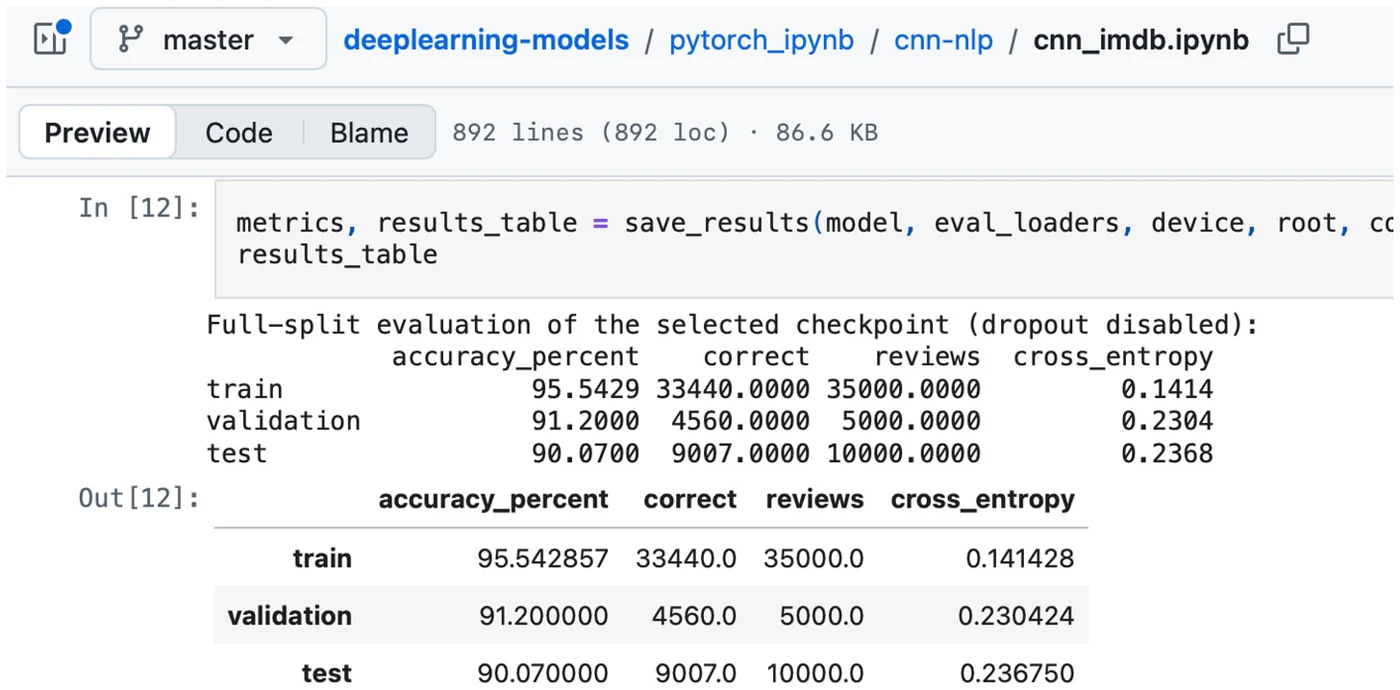 master deeplearning-models / pytorch_ipynb / cnn-nlp / cnn_imdb.ipynb
Preview Code Blame 892 lines (892 loc) · 86.6 KB
In [12]: metrics, results_table = save_results(model, eval_loaders, device, root, co
results_table
Full-split evaluation of the selected checkpoint (dropout disabled):
accuracy_percent correct reviews cross_entropy
train 95.5429 33440.0000 35000.0000 0.1414
validation 91.2000 4560.0000 5000.0000 0.2304
test 90.0700 9007.0000 10000.0000 0.2368
Out[12]: accuracy_percent correct reviews cross_entropy
train 95.542857 33440.0 35000.0 0.141428
validation 91.200000 4560.0 5000.0 0.230424
test 90.070000 9007.0 10000.0 0.236750